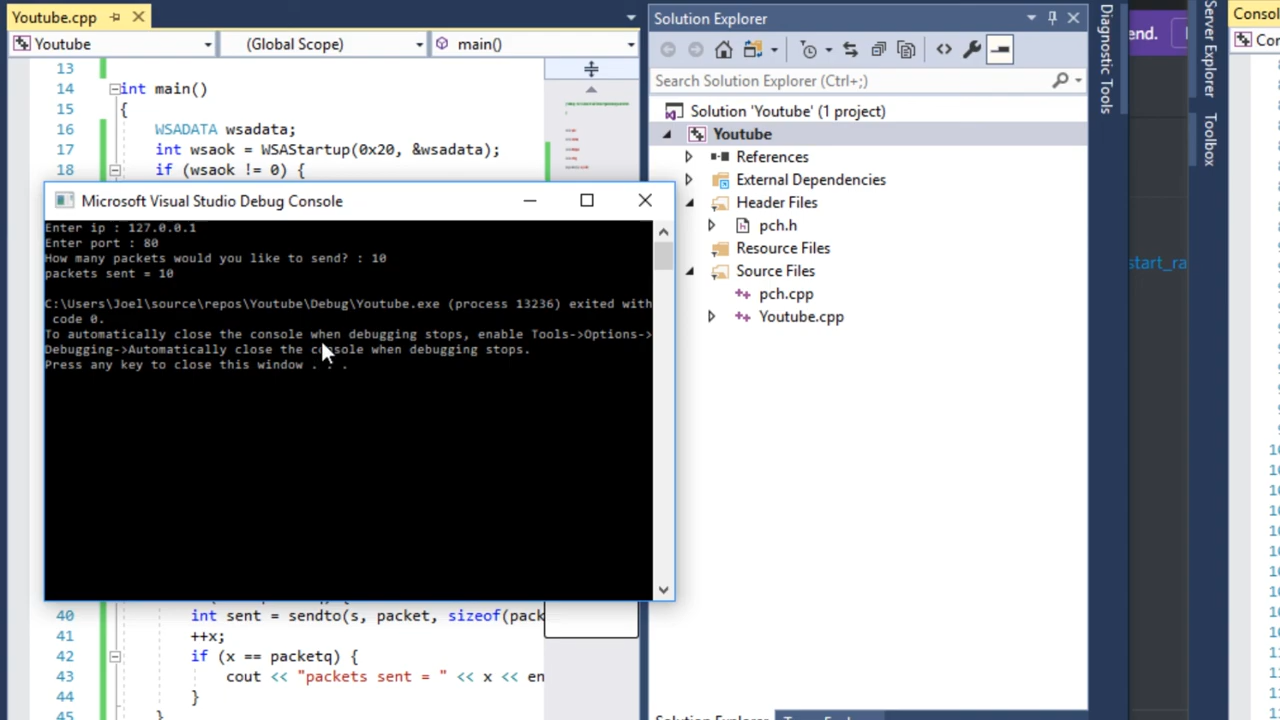 Youtube.cpp
Youtube
(Global Scope)
main()
13
14 int main()
15 {
16 WSADATA wsadata;
17 int wsaok = WSAStartup(0x20, &wsadata);
18 if (wsaok != 0) {
Microsoft Visual Studio Debug Console
Enter ip : 127.0.0.1
Enter port : 80
How many packets would you like to send? : 10
packets sent = 10
C:\Users\Joel\source\repos\Youtube\Debug\Youtube.exe (process 13236) exited with
code 0.
To automatically close the console when debugging stops, enable Tools->Options->
Debugging->Automatically close the console when debugging stops.
Press any key to close this window . . .
40 int sent = sendto(s, packet, sizeof(pack
41 ++x;
42 if (x == packetq) {
43 cout << "packets sent = " << x << en
44 }
45 }
Solution Explorer
Search Solution Explorer (Ctrl+;)
Solution 'Youtube' (1 project)
Youtube
References
External Dependencies
Header Files
pch.h
Resource Files
Source Files
pch.cpp
Youtube.cpp
Solution Explorer
Diagnostic Tools
end.
start_ra
Server Explorer
Toolbox
Consol
Cor